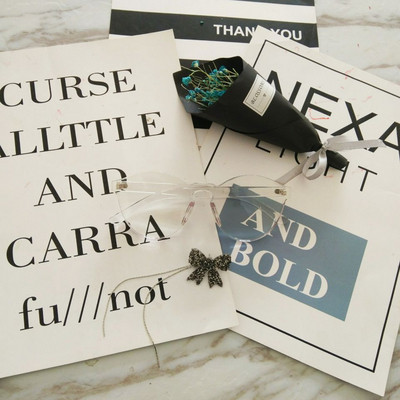 THANK YOU
CURSE
ALLTTLE
AND
CARRA
fu///not
NEXA
LIGHT
AND
BOLD